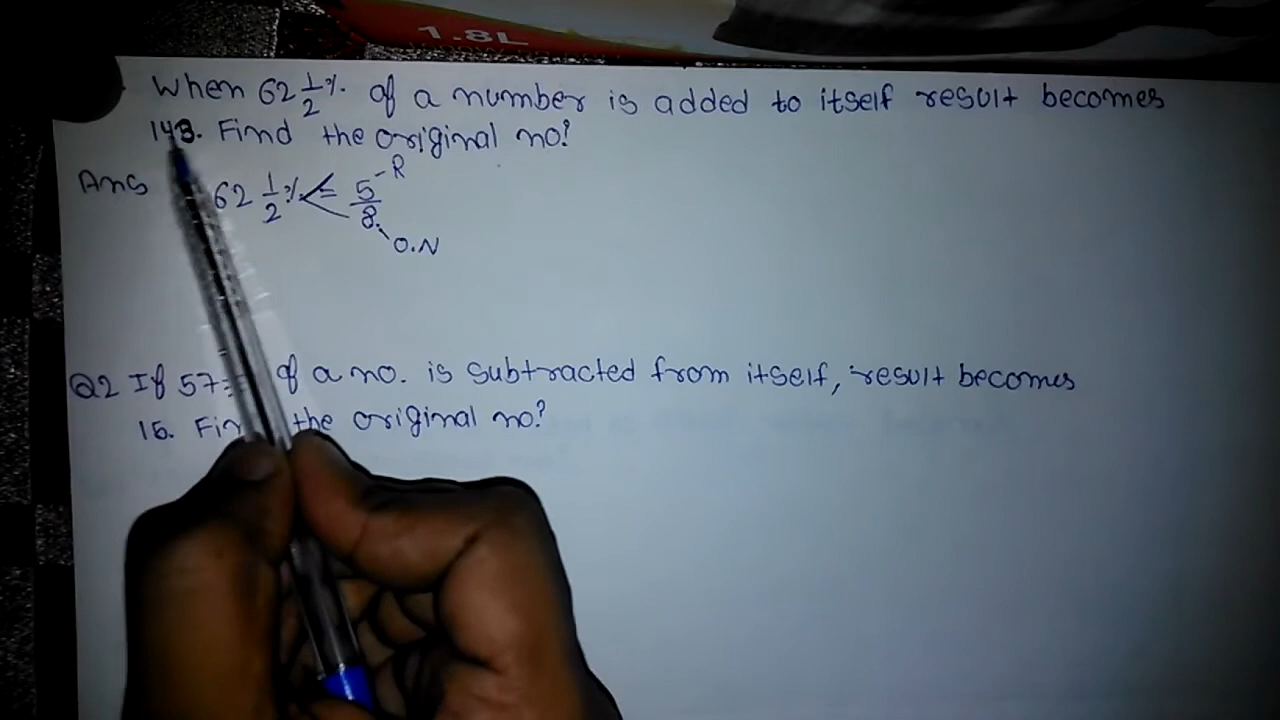 1.8L
When 62 1/2 % of a number is added to itself result becomes
143. Find the original no?
Ans 62 1/2 % = 5/8 - R
O.N
Q2 If 57 of a no. is subtracted from itself, result becomes
15. Fin the original no?